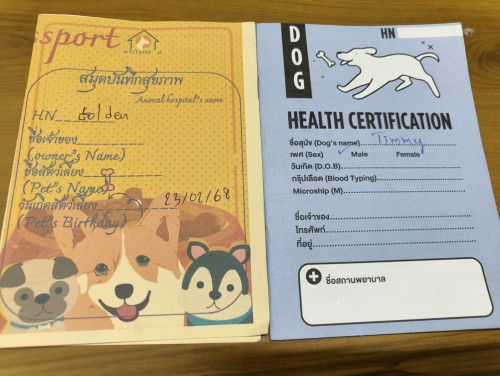 ssport
สมุดบันทึกสุขภาพ
Animal hospital's name
HN Golden
ชื่อเจ้าของ
(owner's Name)
ชื่อสัตว์เลี้ยง
(Pet's Name)
วันเกิดสัตว์เลี้ยง 23/02/68
(Pet's Birthday)
DOG
HN
HEALTH CERTIFICATION
ชื่อสุนัข (Dog's name) Timmy
เพศ (Sex) ✓ Male Female
วันเกิด (D.O.B)
กรุ๊ปเลือด (Blood Typing)
Microship (M)
ชื่อเจ้าของ
โทรศัพท์
ที่อยู่
ชื่อสถานพยาบาล